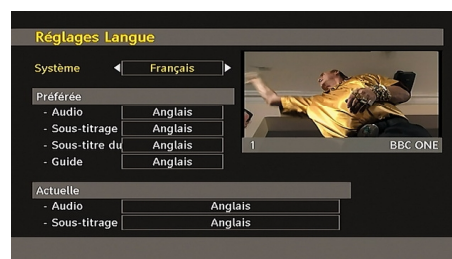 Réglages Langue
Système Français
Préférée
- Audio Anglais
- Sous-titrage Anglais
- Sous-titre du Anglais
- Guide Anglais
1 BBC ONE
Actuelle
- Audio Anglais
- Sous-titrage Anglais